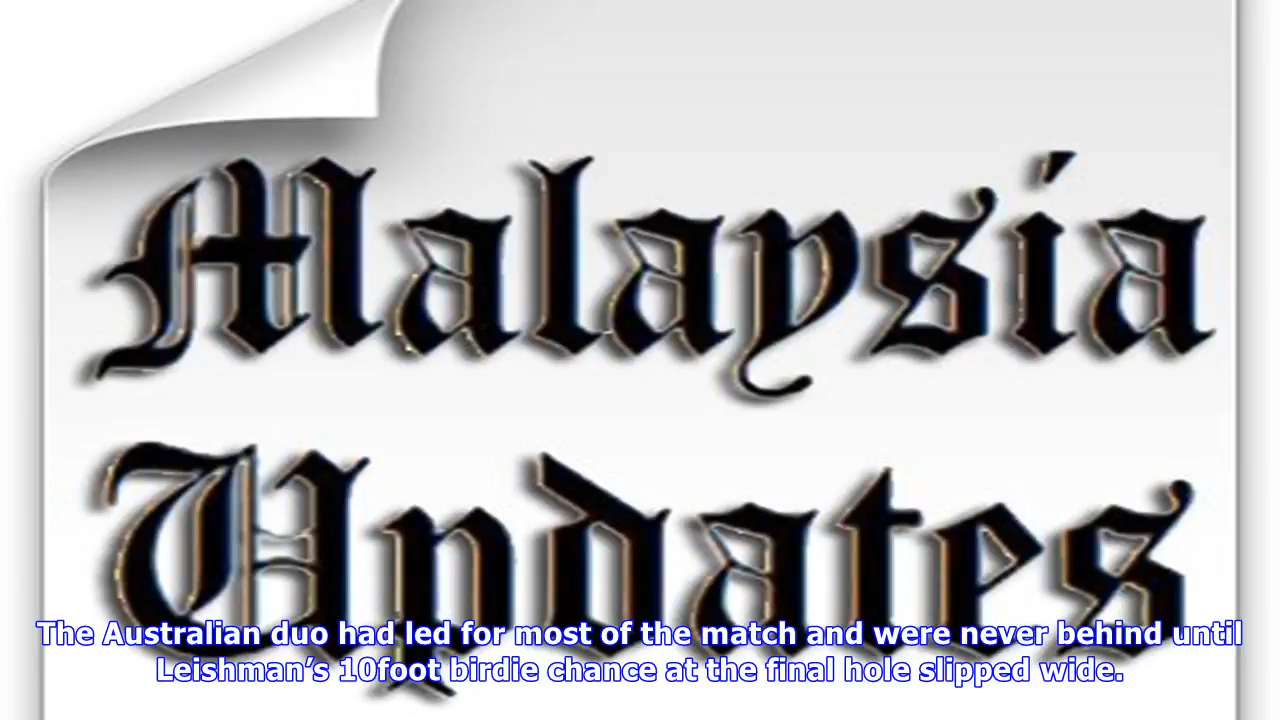 Malaysia
Updates
The Australian duo had led for most of the match and were never behind until
Leishman’s 10foot birdie chance at the final hole slipped wide.